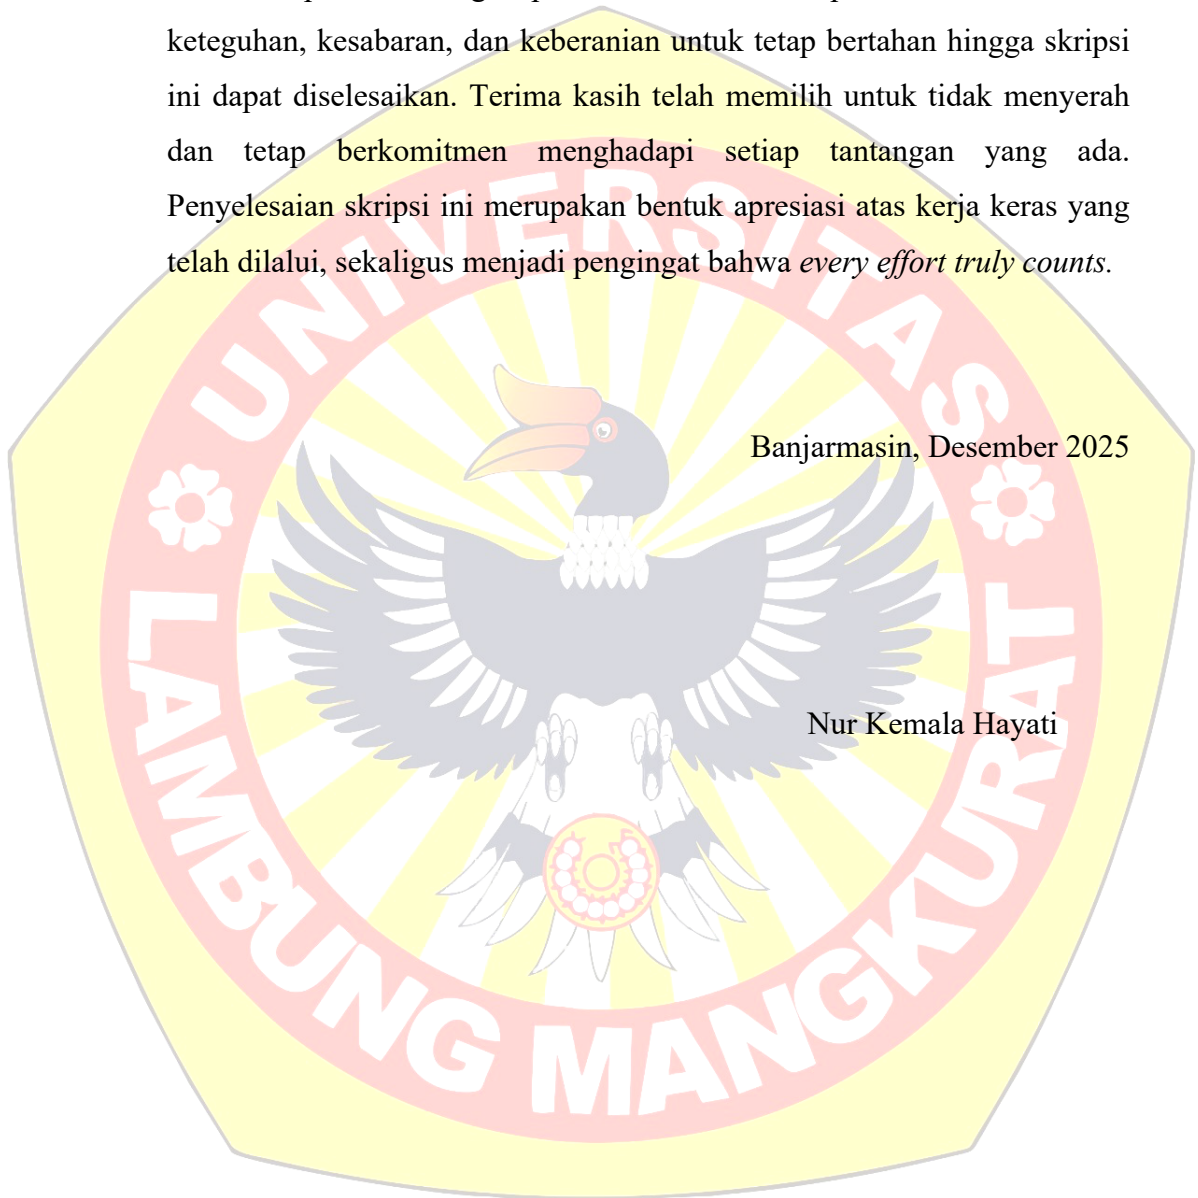 keteguhan, kesabaran, dan keberanian untuk tetap bertahan hingga skripsi
ini dapat diselesaikan. Terima kasih telah memilih untuk tidak menyerah
dan tetap berkomitmen menghadapi setiap tantangan yang ada.
Penyelesaian skripsi ini merupakan bentuk apresiasi atas kerja keras yang
telah dilalui, sekaligus menjadi pengingat bahwa every effort truly counts.
UNIVERSITAS
Banjarmasin, Desember 2025
Nur Kemala Hayati
LAMBUNG MANGKURAT